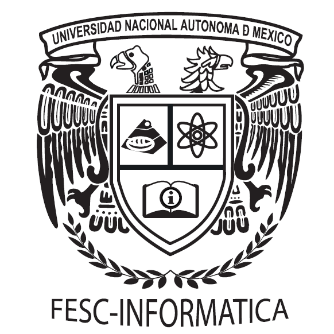 UNIVERSIDAD NACIONAL AUTONOMA D MEXICO
i
FESC-INFORMATICA